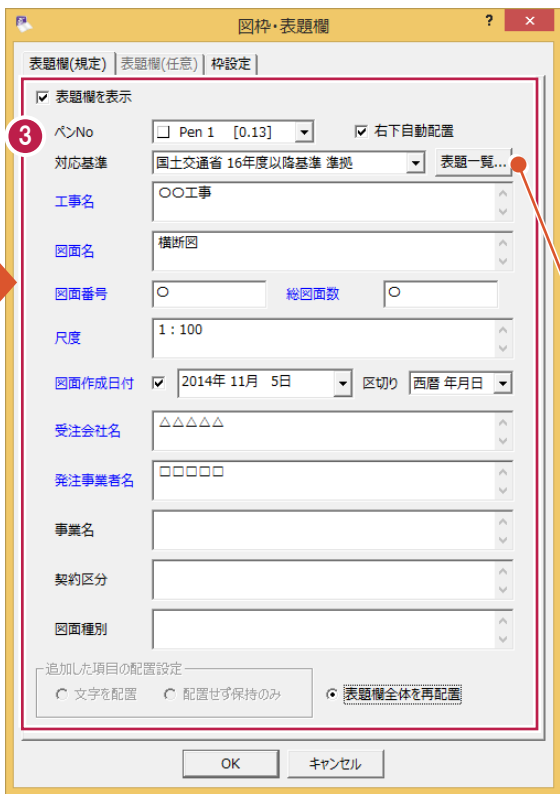 図枠・表題欄 ? ×
表題欄(規定) 表題欄(任意) 枠設定
表題欄を表示
3
ペンNo Pen 1 [0.13] 右下自動配置
対応基準 国土交通省 16年度以降基準 準拠 表題一覧...
工事名 〇〇工事
図面名 横断図
図面番号 〇 総図面数 〇
尺度 1：100
図面作成日付 2014年 11月 5日 区切り 西暦 年月日
受注会社名 △△△△△
発注事業者名 □□□□□
事業名
契約区分
図面種別
追加した項目の配置設定
文字を配置 配置せず保持のみ 表題欄全体を再配置
OK キャンセル